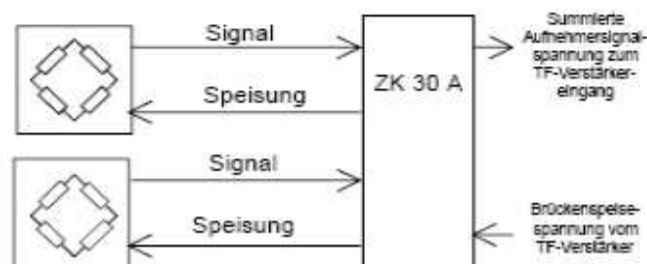 Signal
Speisung
Signal
Speisung
ZK 30 A
Summierte
Aufnehmersignal-
spannung zum
TF-Verstärker-
eingang
Brückenspeise-
spannung vom
TF-Verstärker